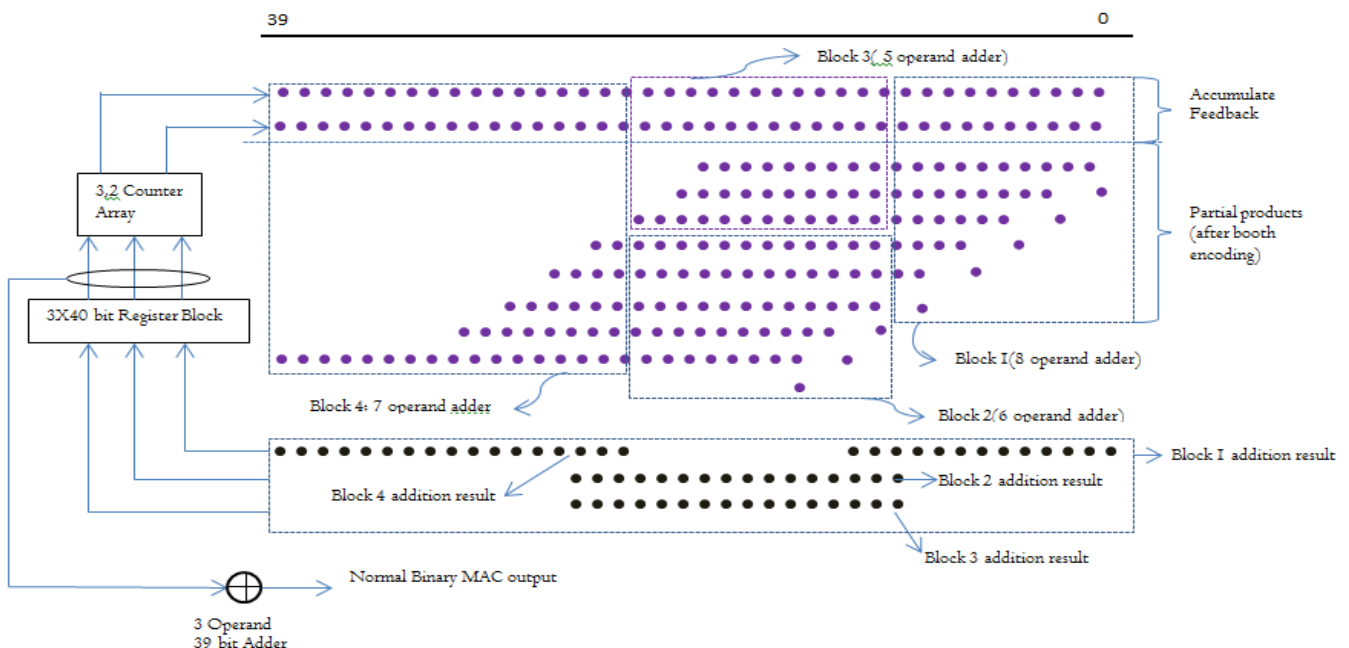 39
0
Block 3( 5 operand adder)
Accumulate
Feedback
3,2 Counter
Array
Partial products
(after booth
encoding)
3X40 bit Register Block
Block I(8 operand adder)
Block 4: 7 operand adder
Block 2(6 operand adder)
Block I addition result
Block 2 addition result
Block 4 addition result
Block 3 addition result
Normal Binary MAC output
3 Operand
39 bit Adder